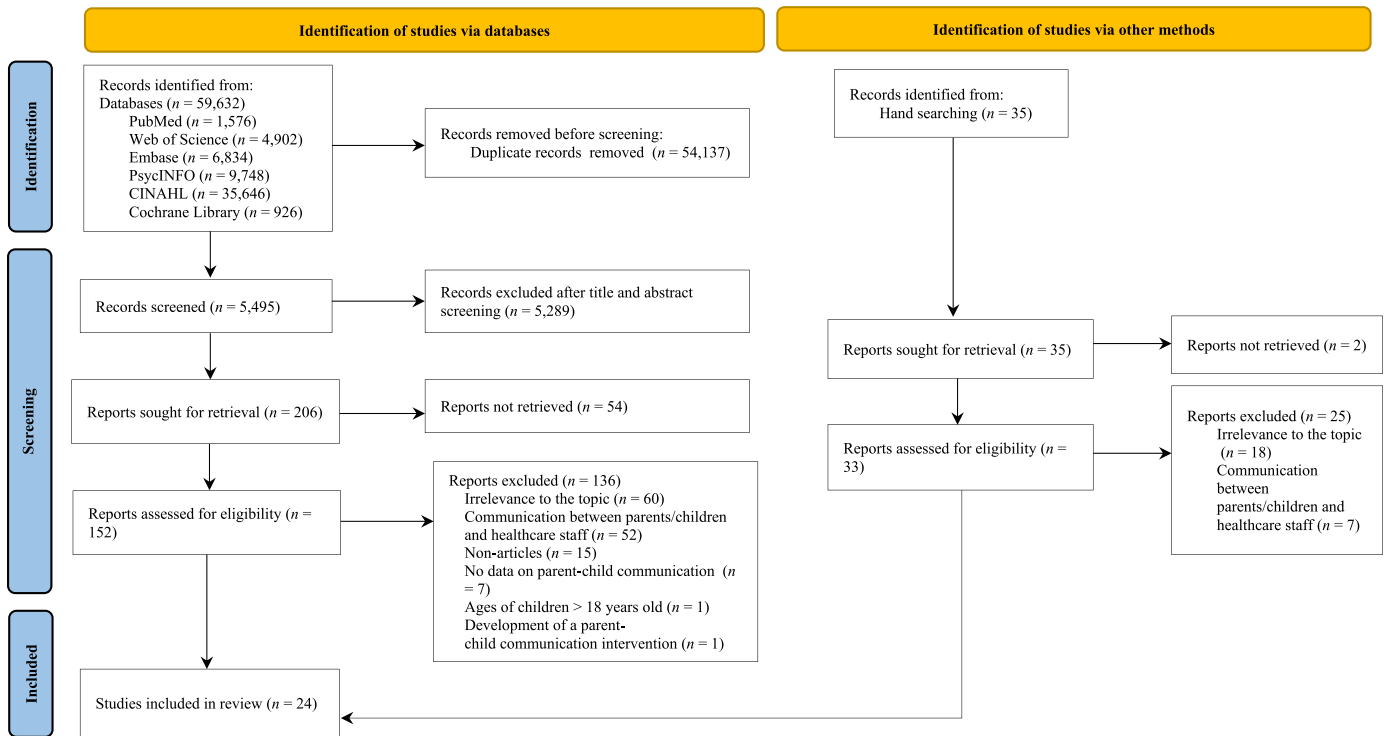 Identification of studies via databases
Identification of studies via other methods
Identification
Records identified from:
Databases (n = 59,632)
PubMed (n = 1,576)
Web of Science (n = 4,902)
Embase (n = 6,834)
PsycINFO (n = 9,748)
CINAHL (n = 35,646)
Cochrane Library (n = 926)
Records removed before screening:
Duplicate records removed (n = 54,137)
Records identified from:
Hand searching (n = 35)
Screening
Records screened (n = 5,495)
Records excluded after title and abstract
screening (n = 5,289)
Reports sought for retrieval (n = 206)
Reports not retrieved (n = 54)
Reports assessed for eligibility (n =
152)
Reports excluded (n = 136)
Irrelevance to the topic (n = 60)
Communication between parents/children
and healthcare staff (n = 52)
Non-articles (n = 15)
No data on parent-child communication (n
= 7)
Ages of children > 18 years old (n = 1)
Development of a parent-
child communication intervention (n = 1)
Reports sought for retrieval (n = 35)
Reports not retrieved (n = 2)
Reports assessed for eligibility (n =
33)
Reports excluded (n = 25)
Irrelevance to the topic
(n = 18)
Communication
between
parents/children and
healthcare staff (n = 7)
Included
Studies included in review (n = 24)